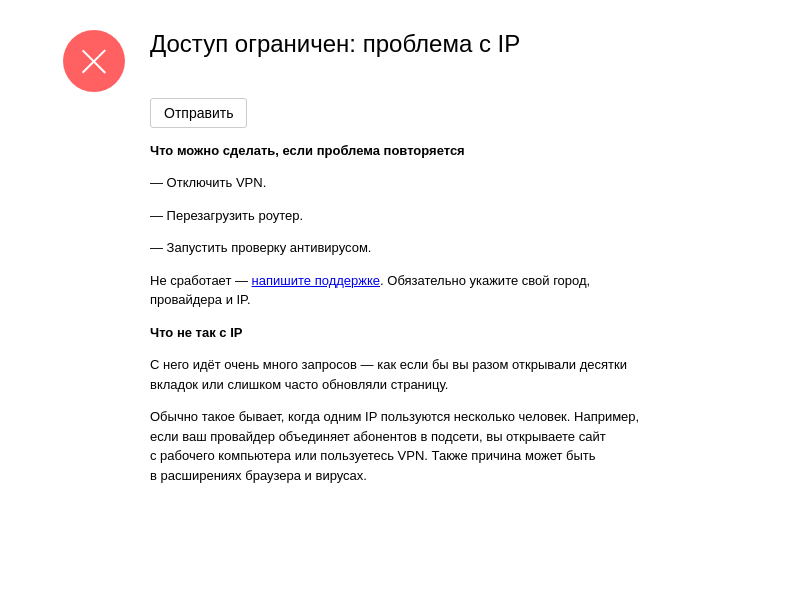 Доступ ограничен: проблема с IP
Отправить
Что можно сделать, если проблема повторяется
— Отключить VPN.
— Перезагрузить роутер.
— Запустить проверку антивирусом.
Не сработает — напишите поддержке. Обязательно укажите свой город,
провайдера и IP.
Что не так с IP
С него идёт очень много запросов — как если бы вы разом открывали десятки
вкладок или слишком часто обновляли страницу.
Обычно такое бывает, когда одним IP пользуются несколько человек. Например,
если ваш провайдер объединяет абонентов в подсети, вы открываете сайт
с рабочего компьютера или пользуетесь VPN. Также причина может быть
в расширениях браузера и вирусах.